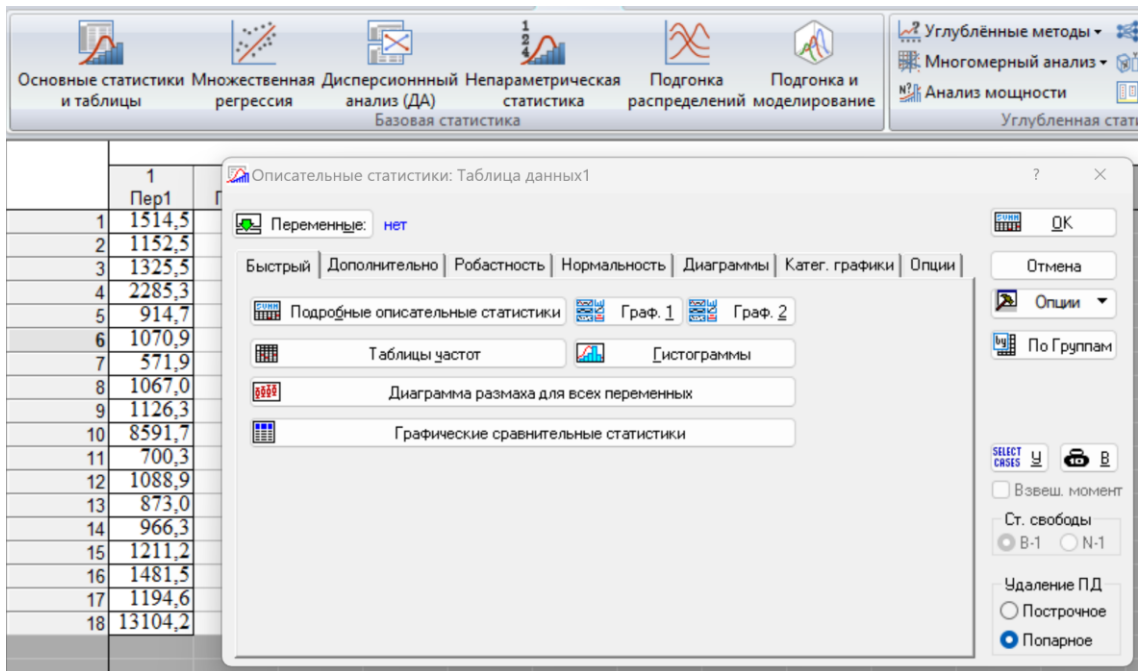 Основные статистики и таблицы
Множественная регрессия
Дисперсионнный анализ (ДА)
Непараметрическая статистика
Подгонка распределений
Подгонка и моделирование
Базовая статистика
Углублённые методы
Многомерный анализ
Анализ мощности
Углубленная стати
1
Пер1
1 1514,5
2 1152,5
3 1325,5
4 2285,3
5 914,7
6 1070,9
7 571,9
8 1067,0
9 1126,3
10 8591,7
11 700,3
12 1088,9
13 873,0
14 966,3
15 1211,2
16 1481,5
17 1194,6
18 13104,2
Описательные статистики: Таблица данных1
?
Переменные: нет
Быстрый Дополнительно Робастность Нормальность Диаграммы Катег. графики Опции
Подробные описательные статистики Граф. 1 Граф. 2
Таблицы частот Гистограммы
Диаграмма размаха для всех переменных
Графические сравнительные статистики
OK
Отмена
Опции
По Группам
SELECT CASES У В
Взвеш. момент
Ст. свободы
В-1 N-1
Удаление ПД
Построчное
Попарное